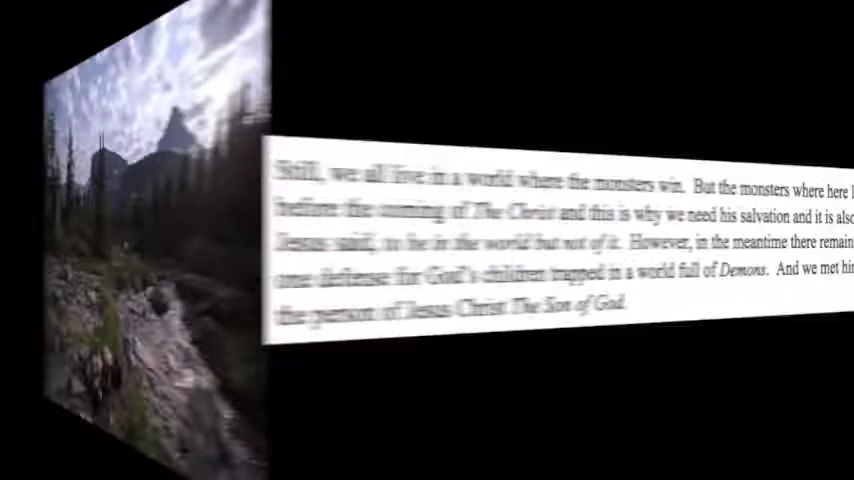 Still, we all live in a world where the monsters win. But the monsters where here
before the coming of The Christ and this is why we need his salvation and it is also
Jesus said, to be in the world but not of it. However, in the meantime there remain
one defense for God's children trapped in a world full of Demons. And we met him
the person of Jesus Christ The Son of God.